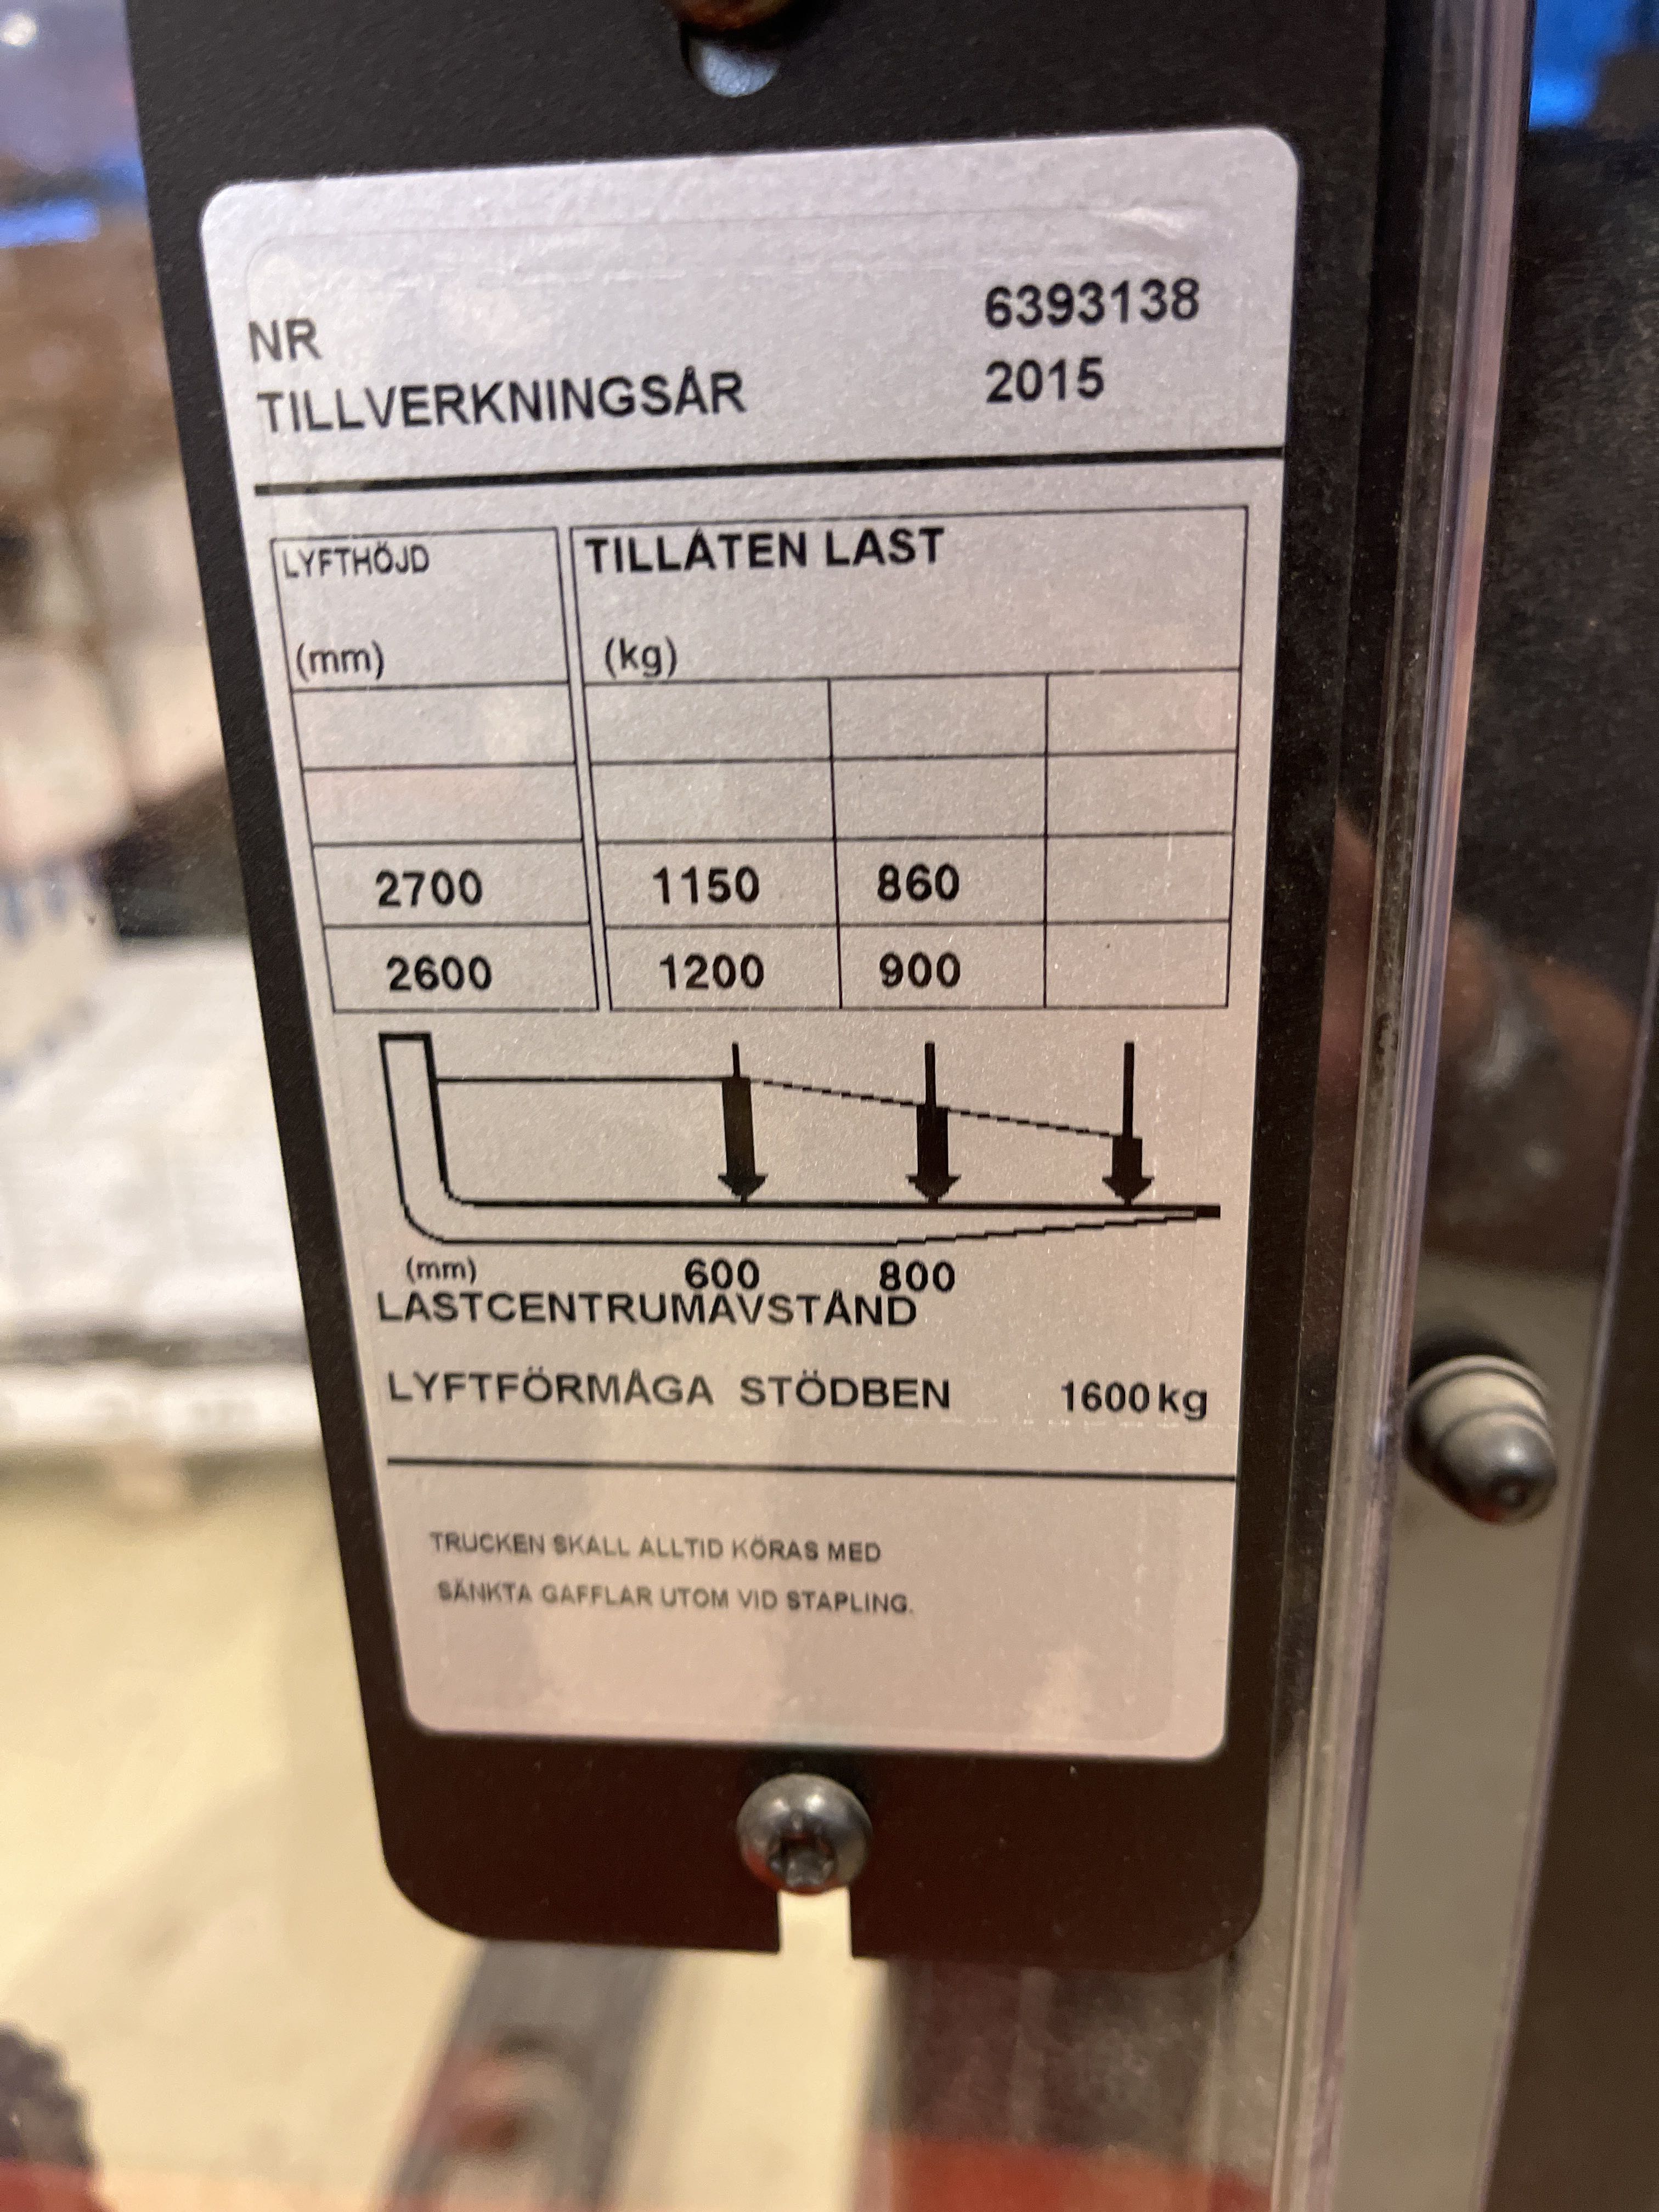 NR 6393138
TILLVERKNINGSÅR 2015
LYFTHÖJD TILLÅTEN LAST
(mm) (kg)
2700 1150 860
2600 1200 900
(mm) 600 800
LASTCENTRUMAVSTÅND
LYFTFÖRMÅGA STÖDBEN 1600 kg
TRUCKEN SKALL ALLTID KÖRAS MED
SÄNKTA GAFFLAR UTOM VID STAPLING.